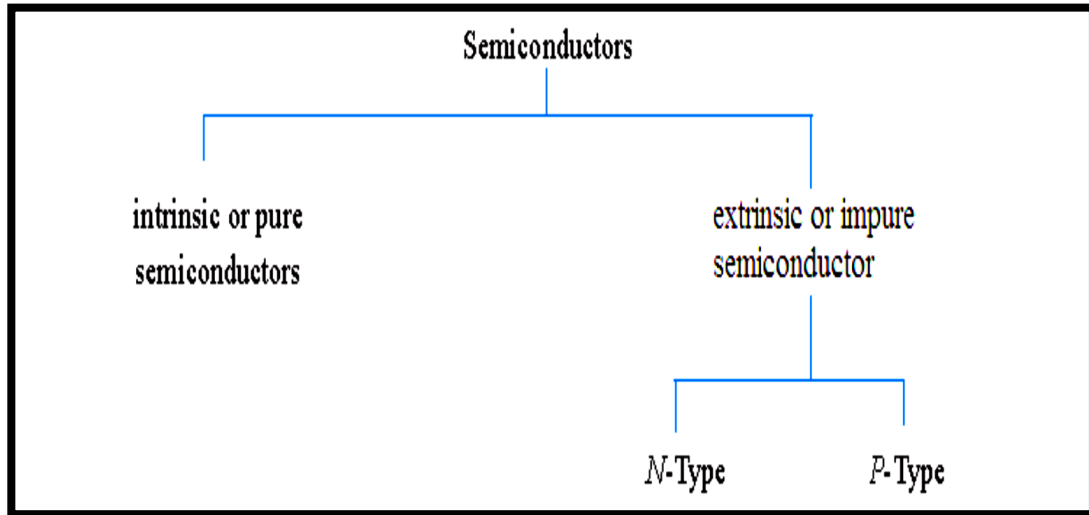 Semiconductors
intrinsic or pure
semiconductors
extrinsic or impure
semiconductor
N-Type
P-Type